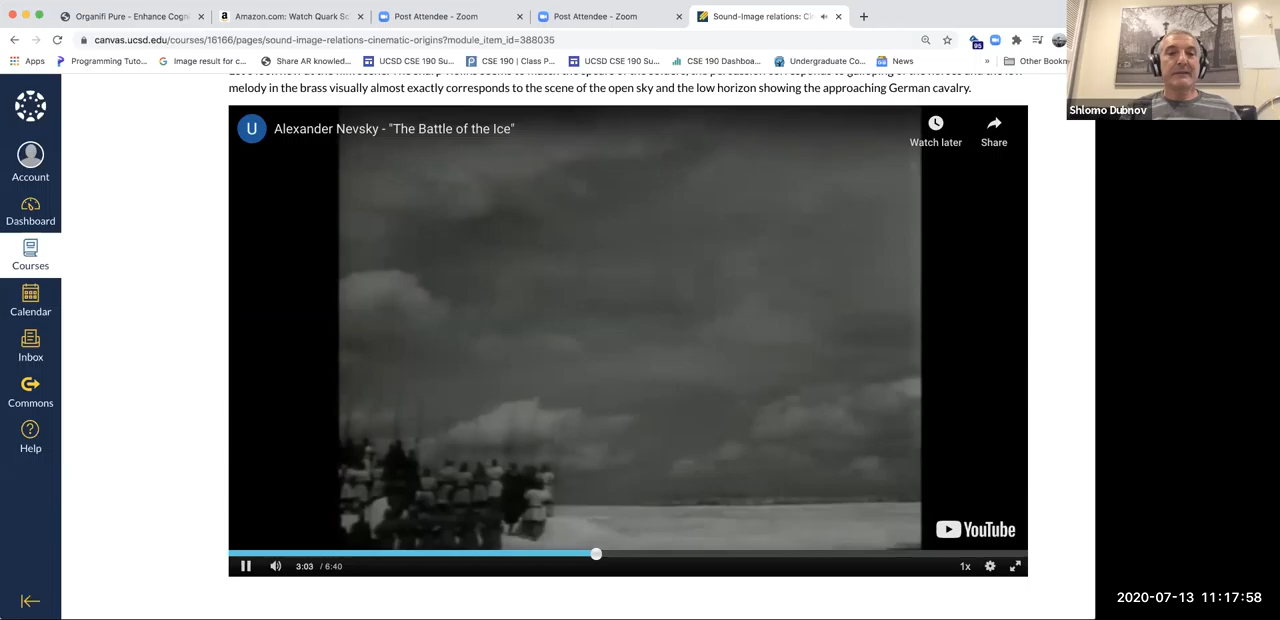 Organifi Pure - Enhance Cogni
Amazon.com: Watch Quark Sc
Post Attendee - Zoom
Post Attendee - Zoom
Sound-Image relations: Ci
canvas.ucsd.edu/courses/16166/pages/sound-image-relations-cinematic-origins?module_item_id=388035
95
Apps
Programming Tuto...
Image result for c...
Share AR knowled...
UCSD CSE 190 Su...
CSE 190 | Class P...
UCSD CSE 190 Su...
CSE 190 Dashboa...
Undergraduate Co...
News
»
Other Bookn
Shlomo Dubnov
melody in the brass visually almost exactly corresponds to the scene of the open sky and the low horizon showing the approaching German cavalry.
U
Alexander Nevsky - "The Battle of the Ice"
Watch later
Share
Account
Dashboard
Courses
Calendar
Inbox
Commons
Help
YouTube
3:03 / 6:40
1x
2020-07-13 11:17:58